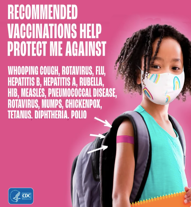 RECOMMENDED
VACCINATIONS HELP
PROTECT ME AGAINST
WHOOPING COUGH, ROTAVIRUS, FLU,
HEPATITIS B, HEPATITIS A, RUBELLA,
HIB, MEASLES, PNEUMOCOCCAL DISEASE,
ROTAVIRUS, MUMPS, CHICKENPOX,
TETANUS, DIPHTHERIA, POLIO
CDC